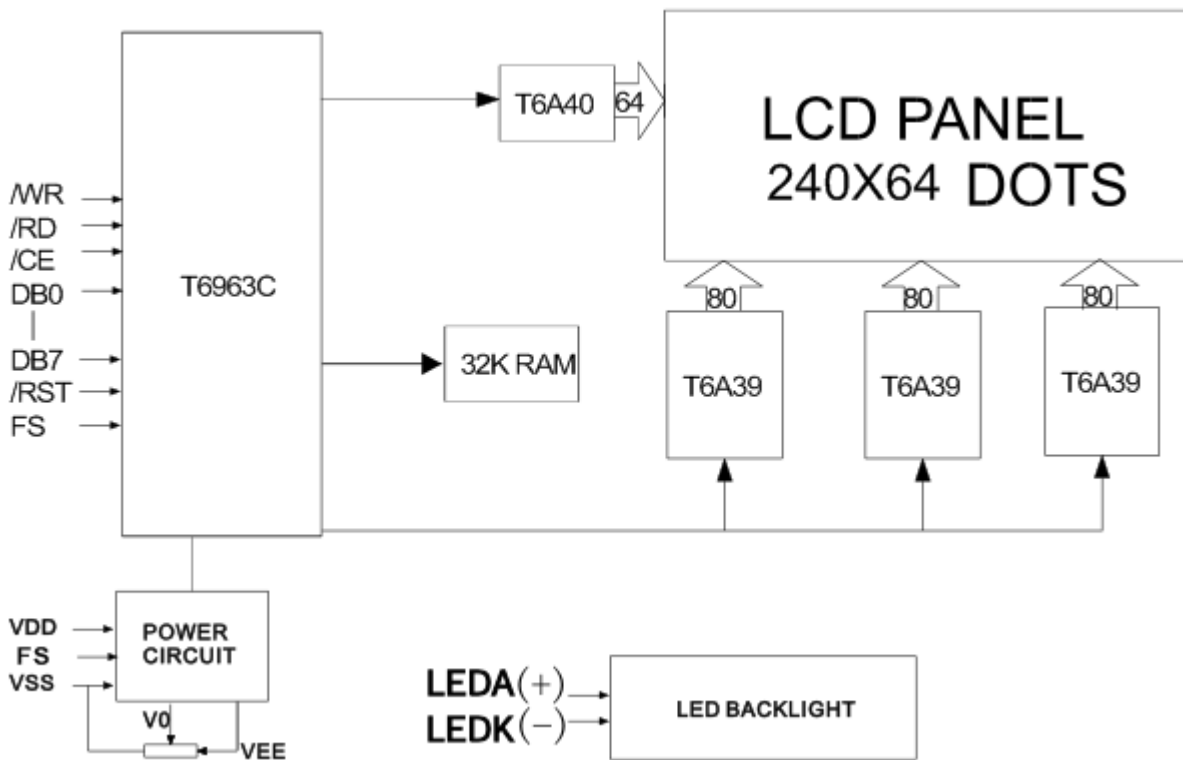 T6A40
64
LCD PANEL
240X64 DOTS
/WR
/RD
/CE
DB0
DB7
/RST
FS
T6963C
32K RAM
80
80
80
T6A39
T6A39
T6A39
VDD
FS
VSS
POWER
CIRCUIT
V0
VEE
LEDA(+)
LEDK(-)
LED BACKLIGHT